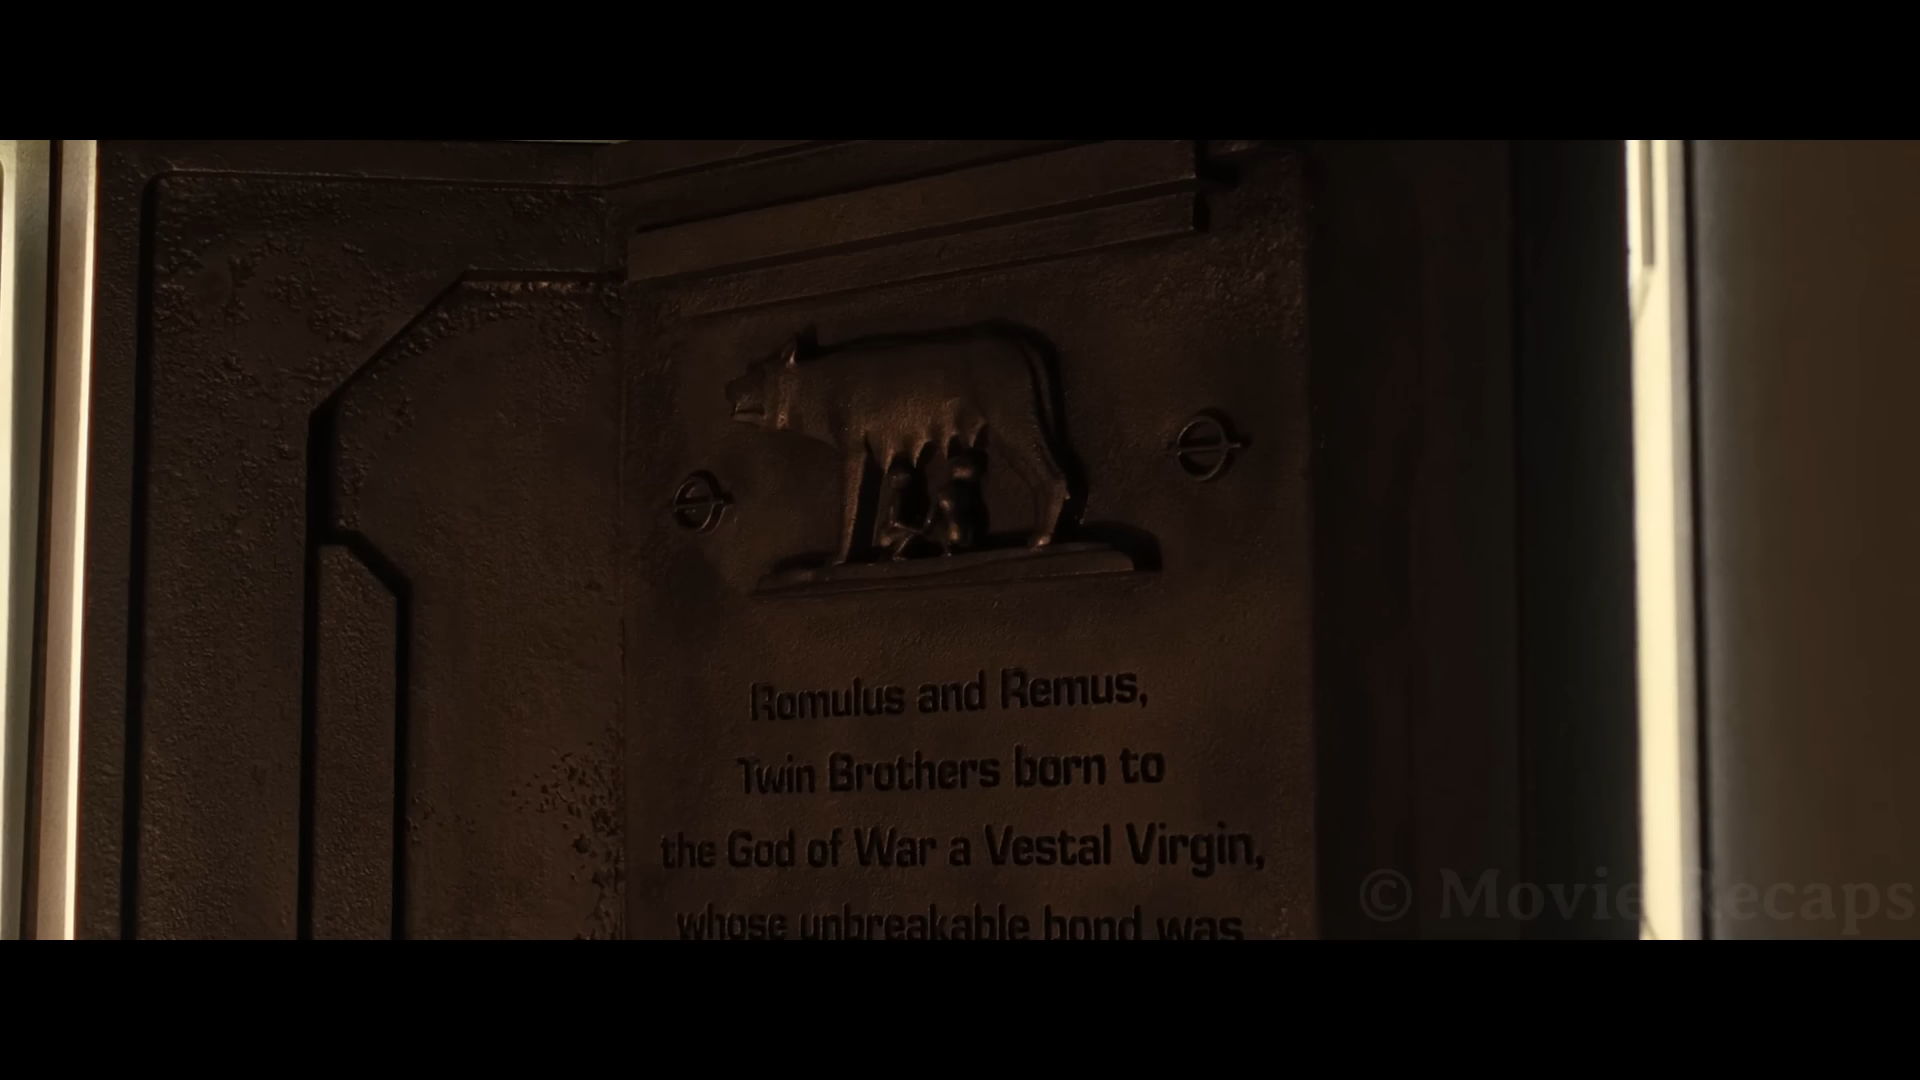 Romulus and Remus,
Twin Brothers born to
the God of War a Vestal Virgin,
whose unbreakable bond was
© Movie Recaps